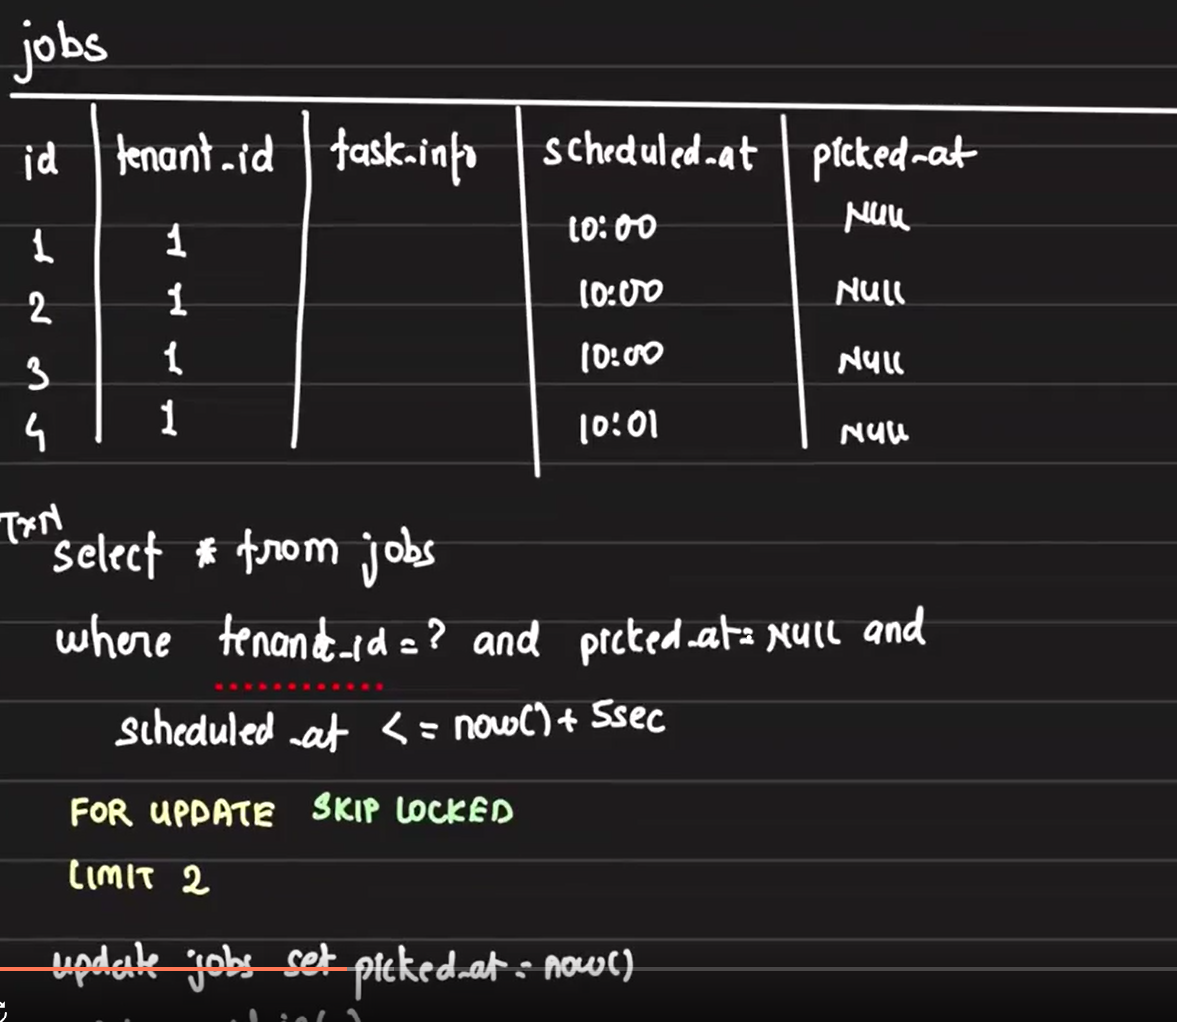 jobs
id tenant_id task_info scheduled_at picked_at
1 1 10:00 NULL
2 1 10:00 NULL
3 1 10:00 NULL
4 1 10:01 NULL
TXN
select * from jobs
where tenant_id = ? and picked_at = NULL and
scheduled_at <= now() + 5sec
FOR UPDATE SKIP LOCKED
LIMIT 2
update jobs set picked_at = now()